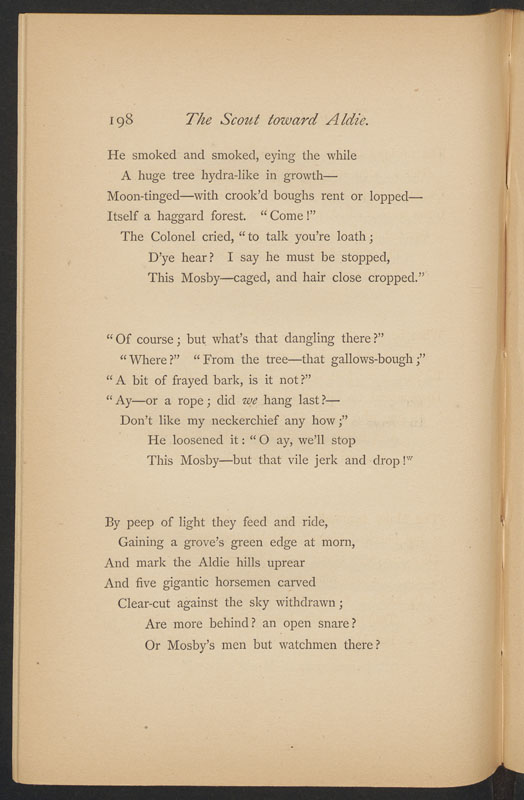 198 The Scout toward Aldie.
He smoked and smoked, eying the while
A huge tree hydra-like in growth—
Moon-tinged—with crook’d boughs rent or lopped—
Itself a haggard forest. “Come!”
The Colonel cried, “to talk you’re loath;
D’ye hear? I say he must be stopped,
This Mosby—caged, and hair close cropped.”
“Of course; but what’s that dangling there?”
“Where?” “From the tree—that gallows-bough;”
“A bit of frayed bark, is it not?”
“Ay—or a rope; did we hang last?—
Don’t like my neckerchief any how;”
He loosened it: “O ay, we’ll stop
This Mosby—but that vile jerk and drop!”
By peep of light they feed and ride,
Gaining a grove’s green edge at morn,
And mark the Aldie hills uprear
And five gigantic horsemen carved
Clear-cut against the sky withdrawn;
Are more behind? an open snare?
Or Mosby’s men but watchmen there?